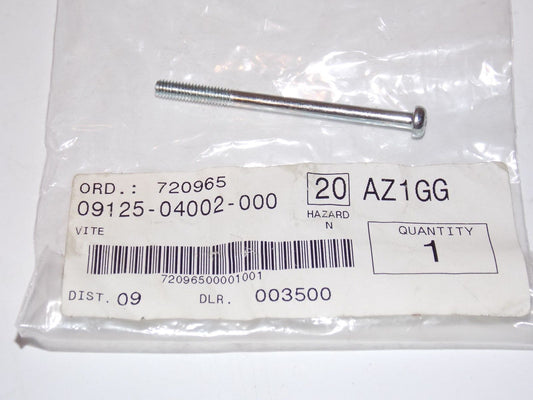 ORD.: 720965
09125-04002-000
20 AZ1GG
HAZARD
N
VITE
QUANTITY
1
72096500001001
DIST. 09 DLR. 003500